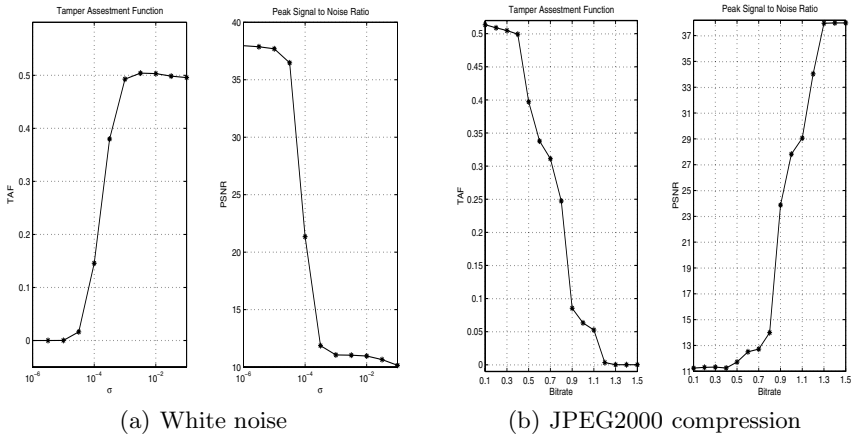 Tamper Assestment Function
0.5
0.4
0.3
0.2
0.1
0
TAF
10^-6
10^-4
10^-2
σ
Peak Signal to Noise Ratio
40
35
30
25
20
15
10
PSNR
10^-6
10^-4
10^-2
σ
(a) White noise
Tamper Assestment Function
0.5
0.45
0.4
0.35
0.3
0.25
0.2
0.15
0.1
0.05
0
TAF
0.1 0.3 0.5 0.7 0.9 1.1 1.3 1.5
Bitrate
Peak Signal to Noise Ratio
37
35
33
31
29
27
25
23
21
19
17
15
13
11
PSNR
0.1 0.3 0.5 0.7 0.9 1.1 1.3 1.5
Bitrate
(b) JPEG2000 compression